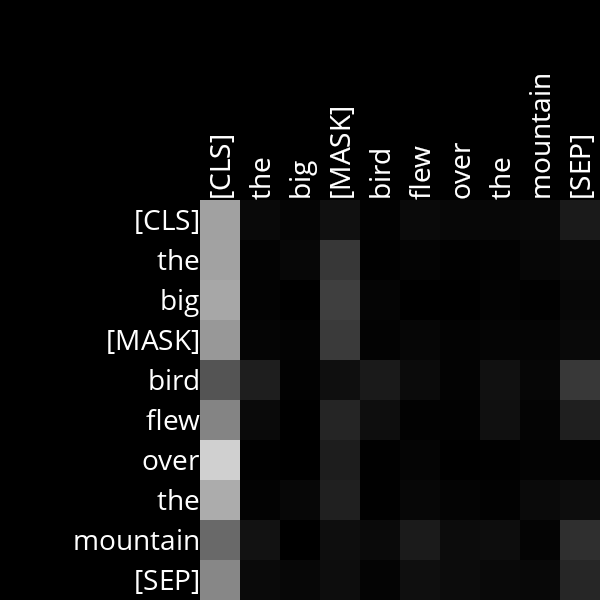 [CLS] the big [MASK] bird flew over the mountain [SEP]
[CLS]
the
big
[MASK]
bird
flew
over
the
mountain
[SEP]